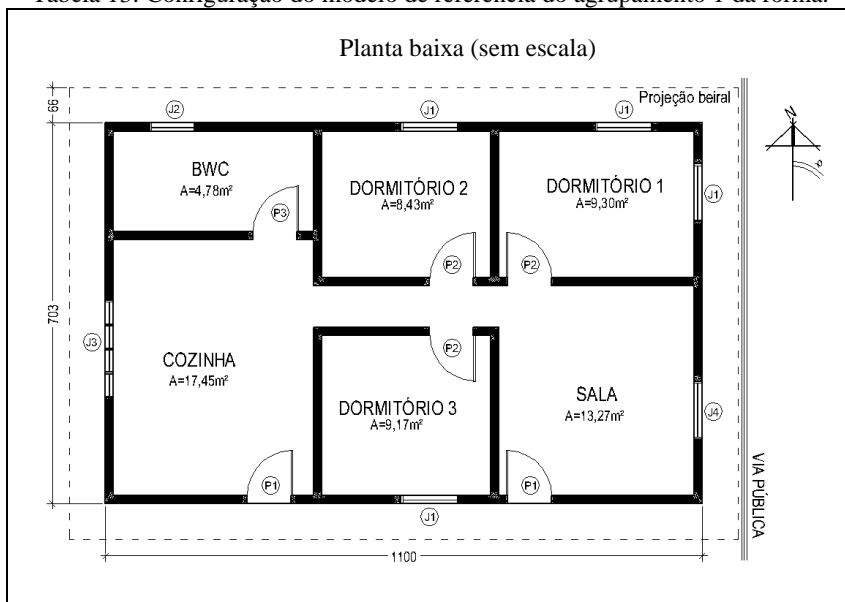 Tabela 15: Configuração do modelo de referência do agrupamento 1 da forma.
Planta baixa (sem escala)
66
J2
J1
J1
Projeção beiral
N
BWC
A=4,78m²
P3
DORMITÓRIO 2
A=8,43m²
P2
DORMITÓRIO 1
A=9,30m²
P2
J1
703
J3
COZINHA
A=17,45m²
P1
P2
DORMITÓRIO 3
A=9,17m²
J1
SALA
A=13,27m²
P1
J4
VIA PÚBLICA
1100